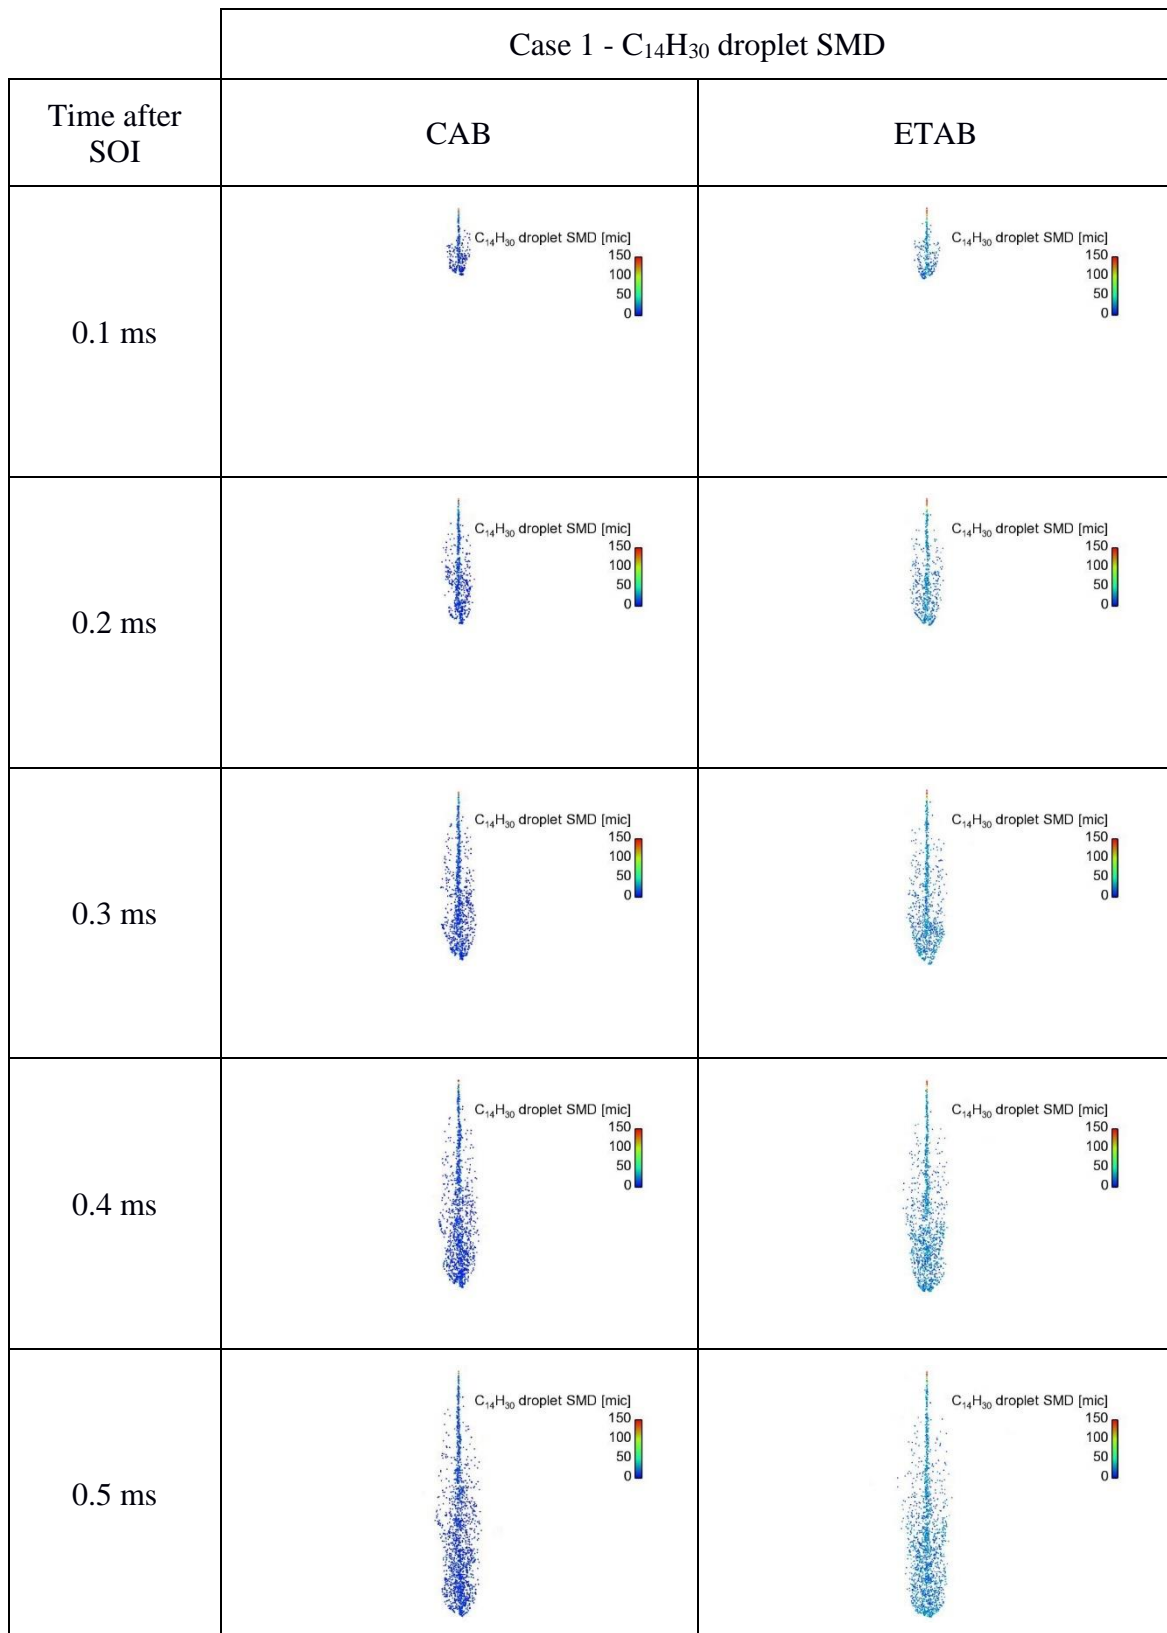 Case 1 - C₁₄H₃₀ droplet SMD
Time after
SOI
CAB
ETAB
0.1 ms
C₁₄H₃₀ droplet SMD [mic]
150
100
50
0
C₁₄H₃₀ droplet SMD [mic]
150
100
50
0
0.2 ms
C₁₄H₃₀ droplet SMD [mic]
150
100
50
0
C₁₄H₃₀ droplet SMD [mic]
150
100
50
0
0.3 ms
C₁₄H₃₀ droplet SMD [mic]
150
100
50
0
C₁₄H₃₀ droplet SMD [mic]
150
100
50
0
0.4 ms
C₁₄H₃₀ droplet SMD [mic]
150
100
50
0
C₁₄H₃₀ droplet SMD [mic]
150
100
50
0
0.5 ms
C₁₄H₃₀ droplet SMD [mic]
150
100
50
0
C₁₄H₃₀ droplet SMD [mic]
150
100
50
0